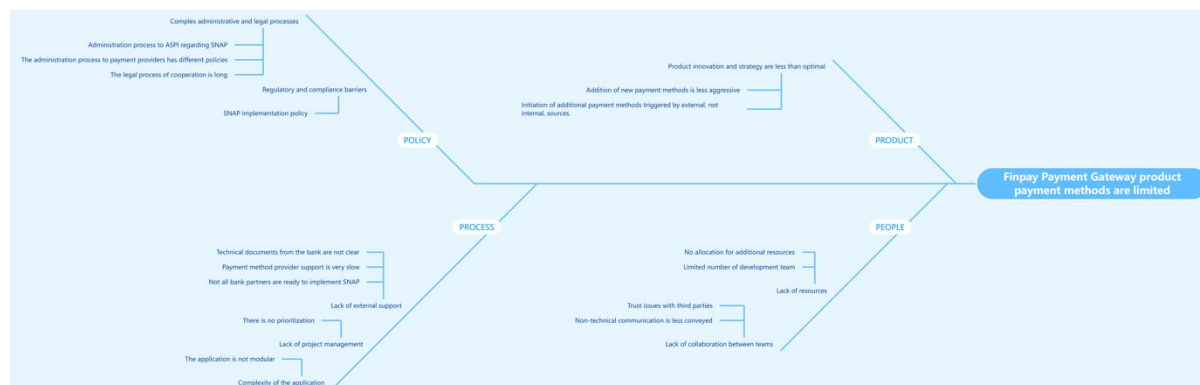 Complex administrative and legal processes
Administration process to ASPI regarding SNAP
The administration process to payment providers has different policies
The legal process of cooperation is long
Regulatory and compliance barriers
SNAP implementation policy
POLICY
Product innovation and strategy are less than optimal
Addition of new payment methods is less aggressive
Initiation of additional payment methods triggered by external, not
internal, sources.
PRODUCT
Finpay Payment Gateway product
payment methods are limited
PROCESS
Technical documents from the bank are not clear
Payment method provider support is very slow
Not all bank partners are ready to implement SNAP
Lack of external support
There is no prioritization
Lack of project management
The application is not modular
Complexity of the application
PEOPLE
No allocation for additional resources
Limited number of development team
Lack of resources
Trust issues with third parties
Non-technical communication is less conveyed
Lack of collaboration between teams